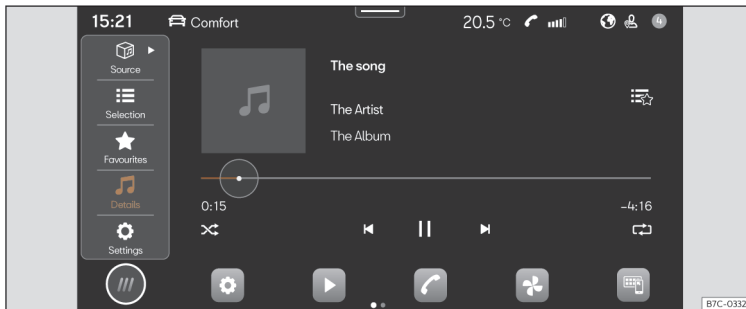 15:21
Comfort
20.5 °C
4
Source
Selection
Favourites
Details
Settings
The song
The Artist
The Album
0:15
–4:16
B7C-0332